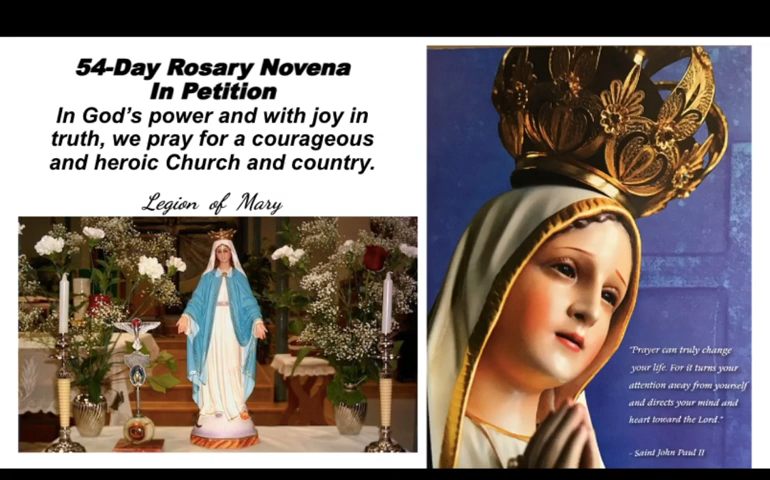 54-Day Rosary Novena
In Petition
In God's power and with joy in
truth, we pray for a courageous
and heroic Church and country.
Legion of Mary
"Prayer can truly change
your life. For it turns your
attention away from yourself
and directs your mind and
heart toward the Lord."
- Saint John Paul II